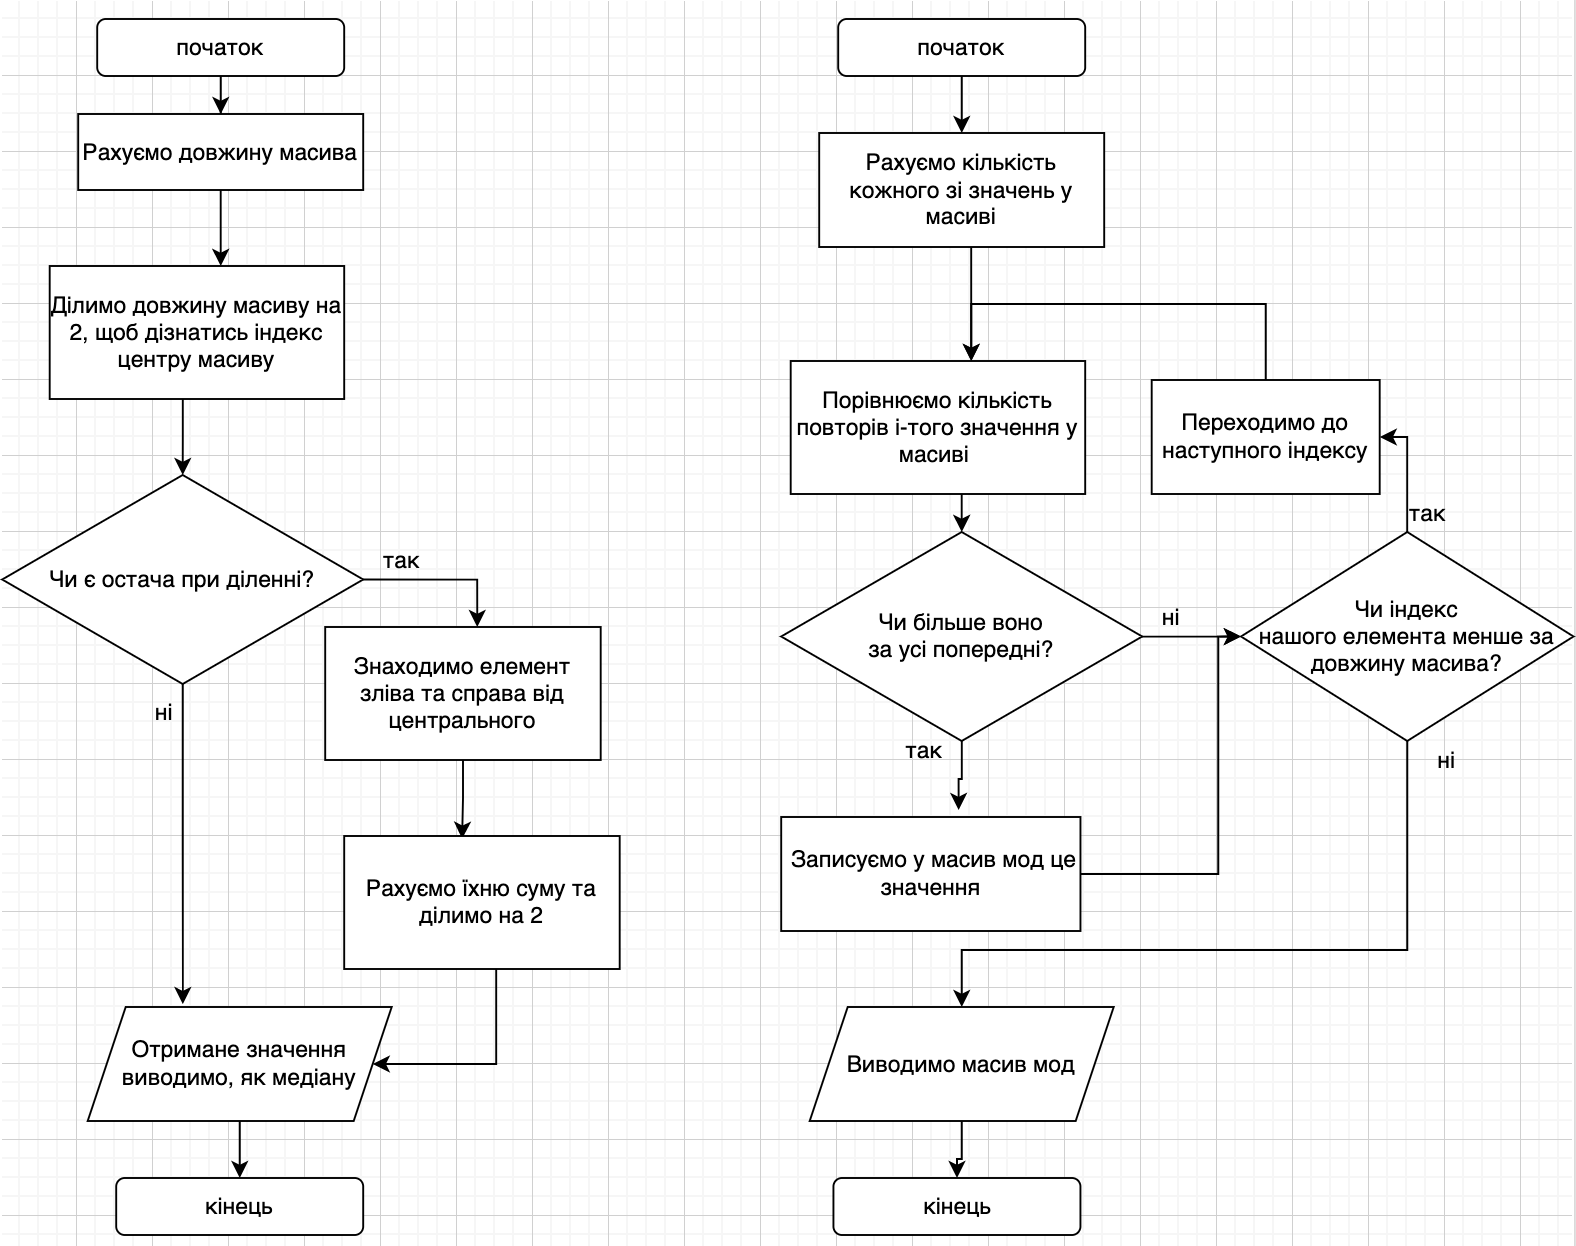 початок
Рахуємо довжину масива
Ділимо довжину масиву на
2, щоб дізнатись індекс
центру масиву
Чи є остача при діленні?
так
ні
Знаходимо елемент
зліва та справа від
центрального
Рахуємо їхню суму та
ділимо на 2
Отримане значення
виводимо, як медіану
кінець
початок
Рахуємо кількість
кожного зі значень у
масиві
Порівнюємо кількість
повторів і-того значення у
масиві
Переходимо до
наступного індексу
так
Чи більше воно
за усі попередні?
ні
Чи індекс
нашого елемента менше за
довжину масива?
так
ні
Записуємо у масив мод це
значення
Виводимо масив мод
кінець